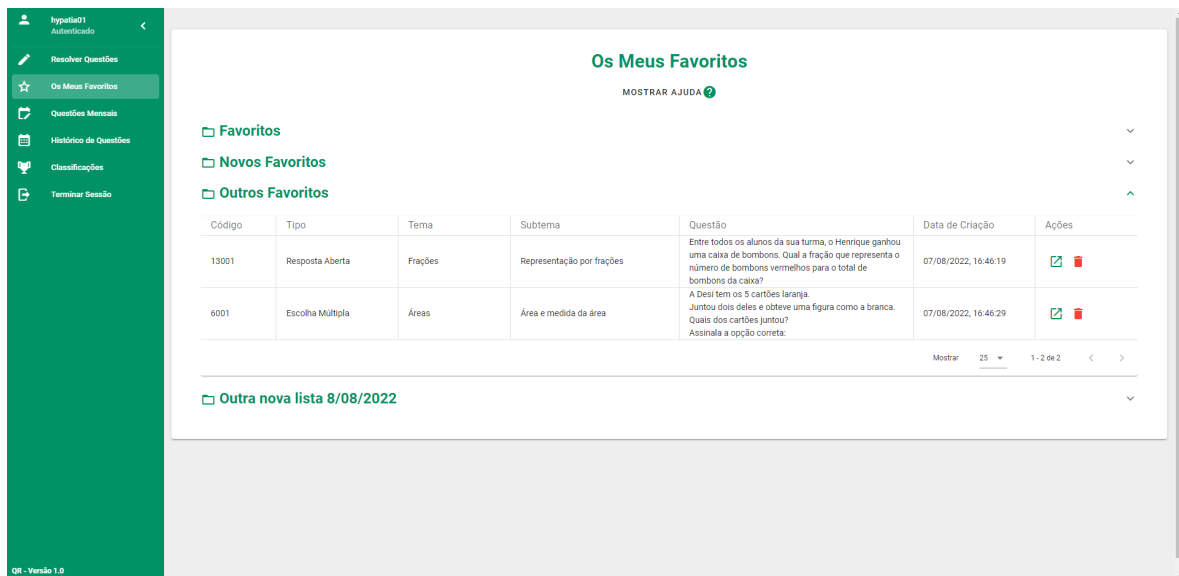 hypatia01
Autenticado
Resolver Questões
Os Meus Favoritos
Questões Mensais
Histórico de Questões
Classificações
Terminar Sessão
QR - Versão 1.0
Os Meus Favoritos
MOSTRAR AJUDA ?
Favoritos
Novos Favoritos
Outros Favoritos
Código Tipo Tema Subtema Questão Data de Criação Ações
13001 Resposta Aberta Frações Representação por frações
Entre todos os alunos da sua turma, o Henrique ganhou
uma caixa de bombons. Qual a fração que representa o
número de bombons vermelhos para o total de
bombons da caixa?
07/08/2022, 16:46:19
6001 Escolha Múltipla Áreas Área e medida da área
A Desi tem os 5 cartões laranja.
Juntou dois deles e obteve uma figura como a branca.
Quais dos cartões juntou?
Assinala a opção correta:
07/08/2022, 16:46:29
Mostrar 25 1 - 2 de 2
Outra nova lista 8/08/2022